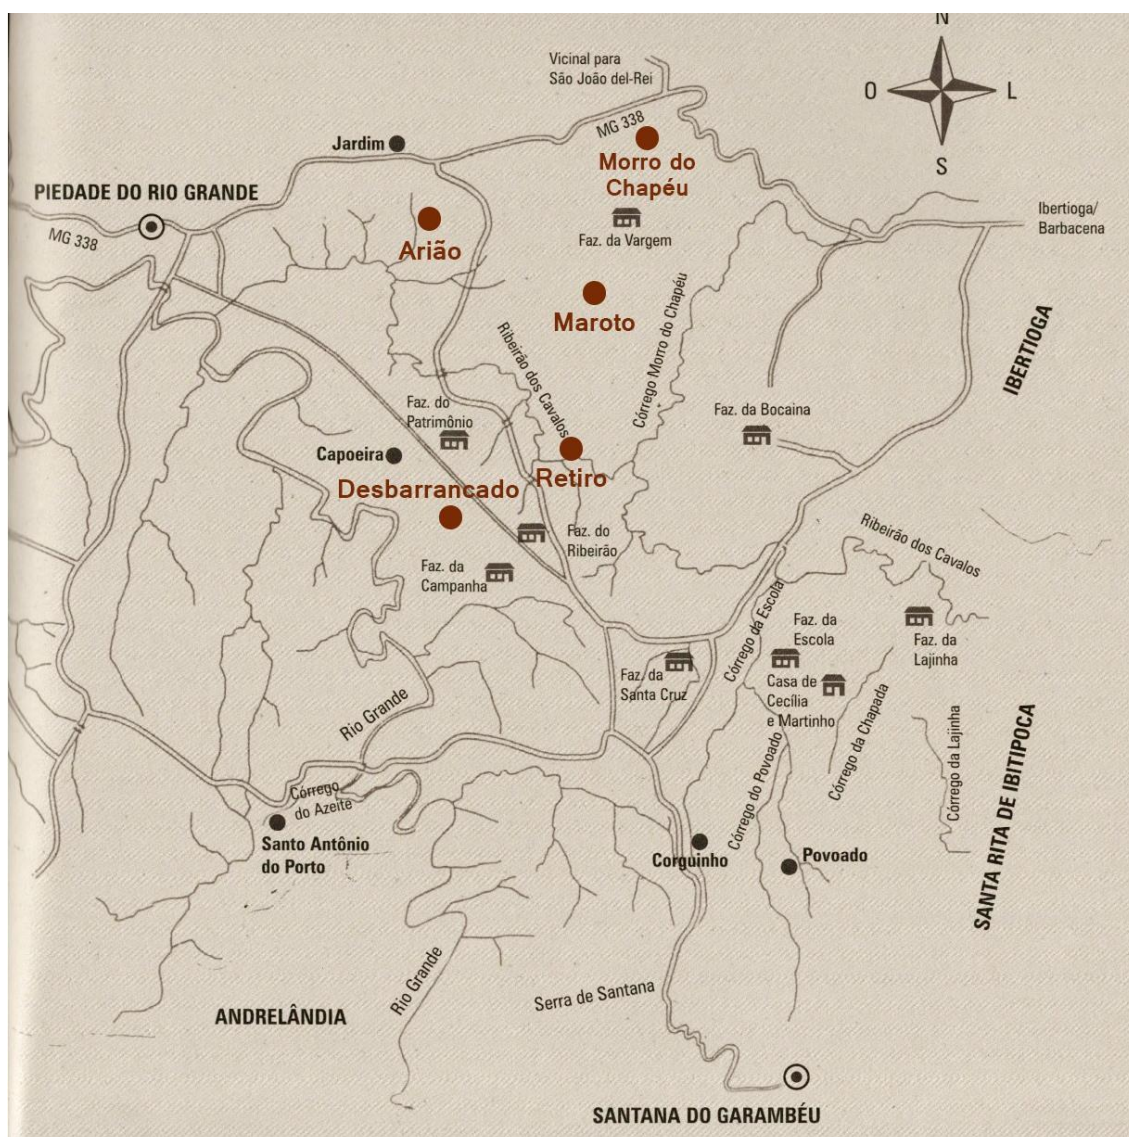 N
Vicinal para
São João del-Rei
O
L
MG 338
Jardim
S
Morro do
Chapéu
PIEDADE DO RIO GRANDE
MG 338
Arião
Faz. da Vargem
Ibertioga/
Barbacena
Maroto
Ribeirão dos Cavalos
Córrego Morro do Chapéu
IBERTIOGA
Faz. do
Patrimônio
Faz. da Bocaina
Capoeira
Desbarrancado
Retiro
Faz. do
Ribeirão
Ribeirão dos Cavalos
Faz. da
Campanha
Córrego da Escola
Faz. da
Escola
Faz. da
Lajinha
Faz. da
Santa Cruz
Casa de
Cecília
e Martinho
Rio Grande
Córrego do Povoado
Córrego da Chapada
Córrego da Lajinha
SANTA RITA DE IBITIPOCA
Córrego
do Azeite
Santo Antônio
do Porto
Corguinho
Povoado
Rio Grande
Serra de Santana
ANDRELÂNDIA
SANTANA DO GARAMBÉU